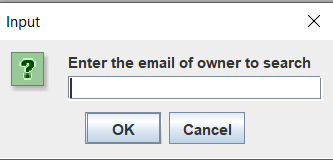 Input
?
Enter the email of owner to search
OK
Cancel